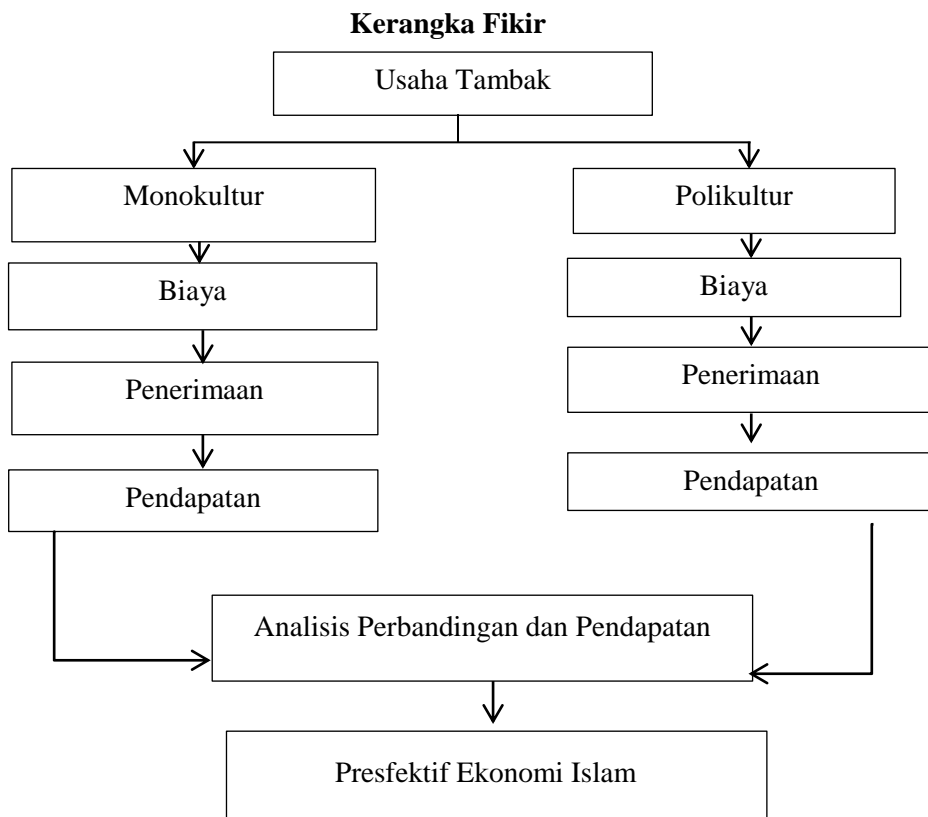 Kerangka Fikir
Usaha Tambak
Monokultur
Polikultur
Biaya
Biaya
Penerimaan
Penerimaan
Pendapatan
Pendapatan
Analisis Perbandingan dan Pendapatan
Presfektif Ekonomi Islam